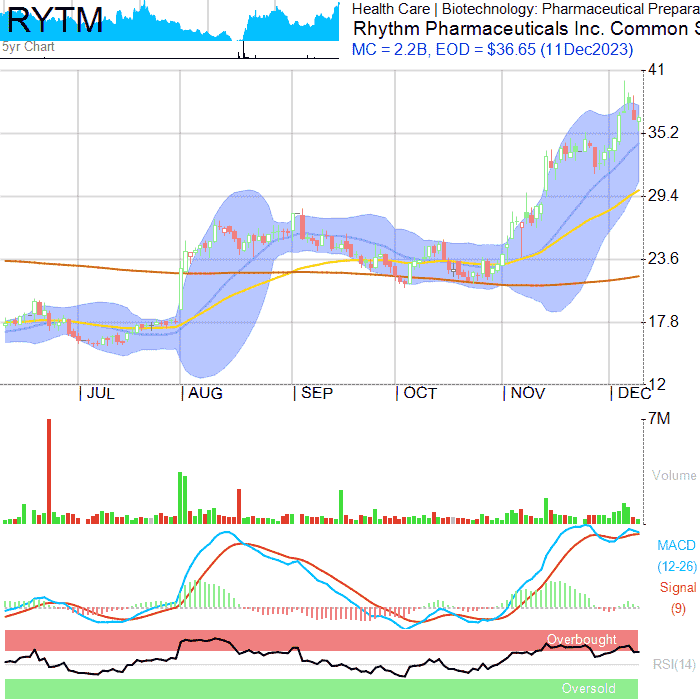 RYTM
5yr Chart
Health Care | Biotechnology: Pharmaceutical Prepara
Rhythm Pharmaceuticals Inc. Common S
MC = 2.2B, EOD = $36.65 (11Dec2023)
41
35.2
29.4
23.6
17.8
12
JUL AUG SEP OCT NOV DEC
7M
Volume
MACD
(12-26)
Signal
(9)
Overbought
RSI(14)
Oversold